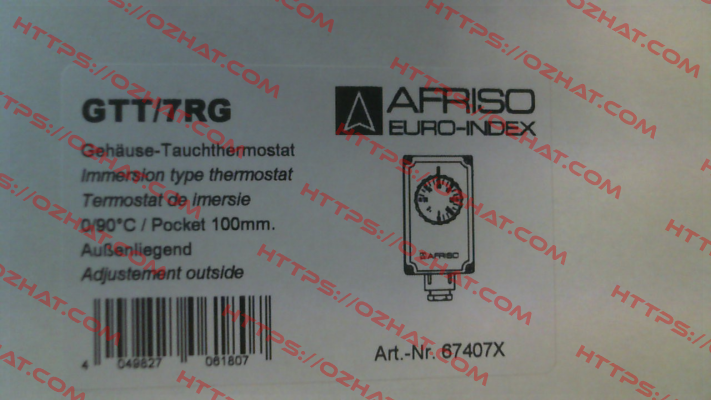 GTT/7RG
Gehäuse-Tauchthermostat
Immersion type thermostat
Termostat de imersie
0/90°C / Pocket 100mm.
Außenliegend
Adjustement outside
4 049827 061807
AFRISO
EURO-INDEX
AFRISO
Art.-Nr. 67407X
HTTPS://OZHAT.COM